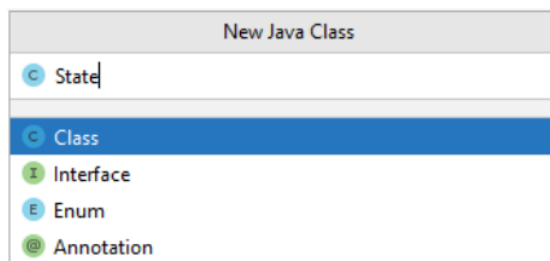 New Java Class
C State
C Class
I Interface
E Enum
@ Annotation